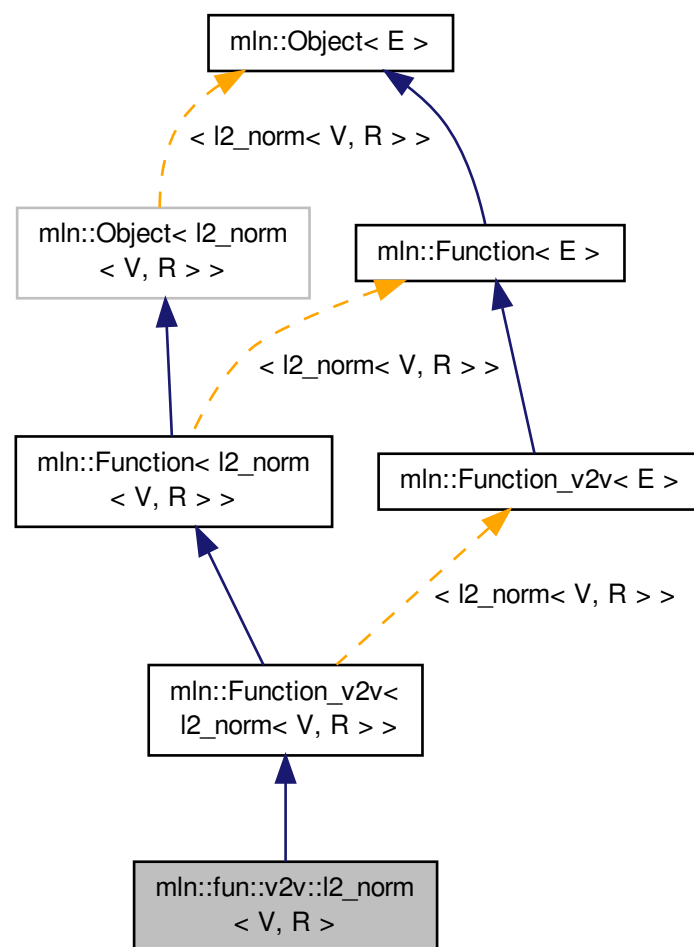 mln::Object< E >
< l2_norm< V, R > >
mln::Object< l2_norm
< V, R > >
mln::Function< E >
< l2_norm< V, R > >
mln::Function< l2_norm
< V, R > >
mln::Function_v2v< E >
< l2_norm< V, R > >
mln::Function_v2v<
l2_norm< V, R > >
mln::fun::v2v::l2_norm
< V, R >